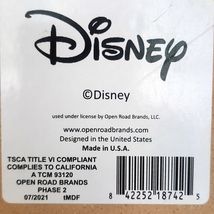 Disney
©Disney
used under license by Open Road Brands, LLC.
www.openroadbrands.com
Designed in the United States
Made in U.S.A.
TSCA TITLE VI COMPLIANT
COMPLIES TO CALIFORNIA
A TCM 93120
OPEN ROAD BRANDS
PHASE 2
07/2021 tMDF
8 42252 18742 5